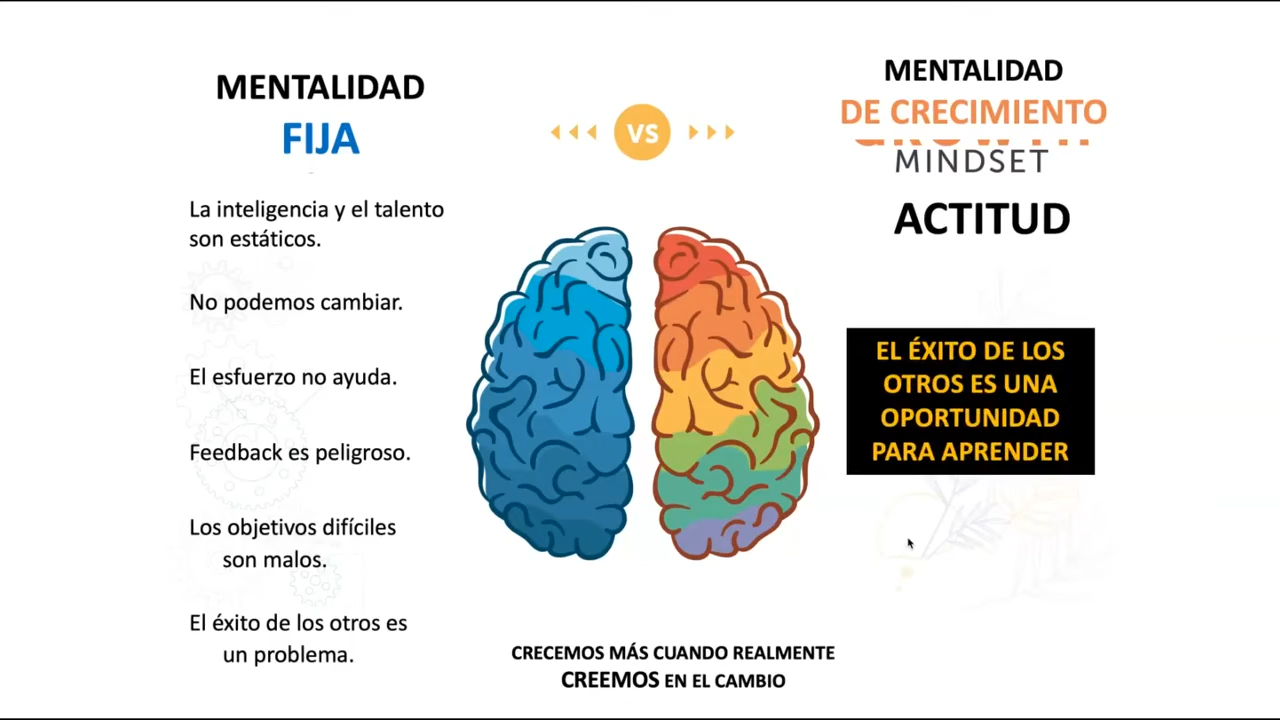 MENTALIDAD
FIJA
La inteligencia y el talento
son estáticos.
No podemos cambiar.
El esfuerzo no ayuda.
Feedback es peligroso.
Los objetivos difíciles
son malos.
El éxito de los otros es
un problema.
VS
MENTALIDAD
DE CRECIMIENTO
MINDSET
ACTITUD
EL ÉXITO DE LOS
OTROS ES UNA
OPORTUNIDAD
PARA APRENDER
CRECEMOS MÁS CUANDO REALMENTE
CREEMOS EN EL CAMBIO